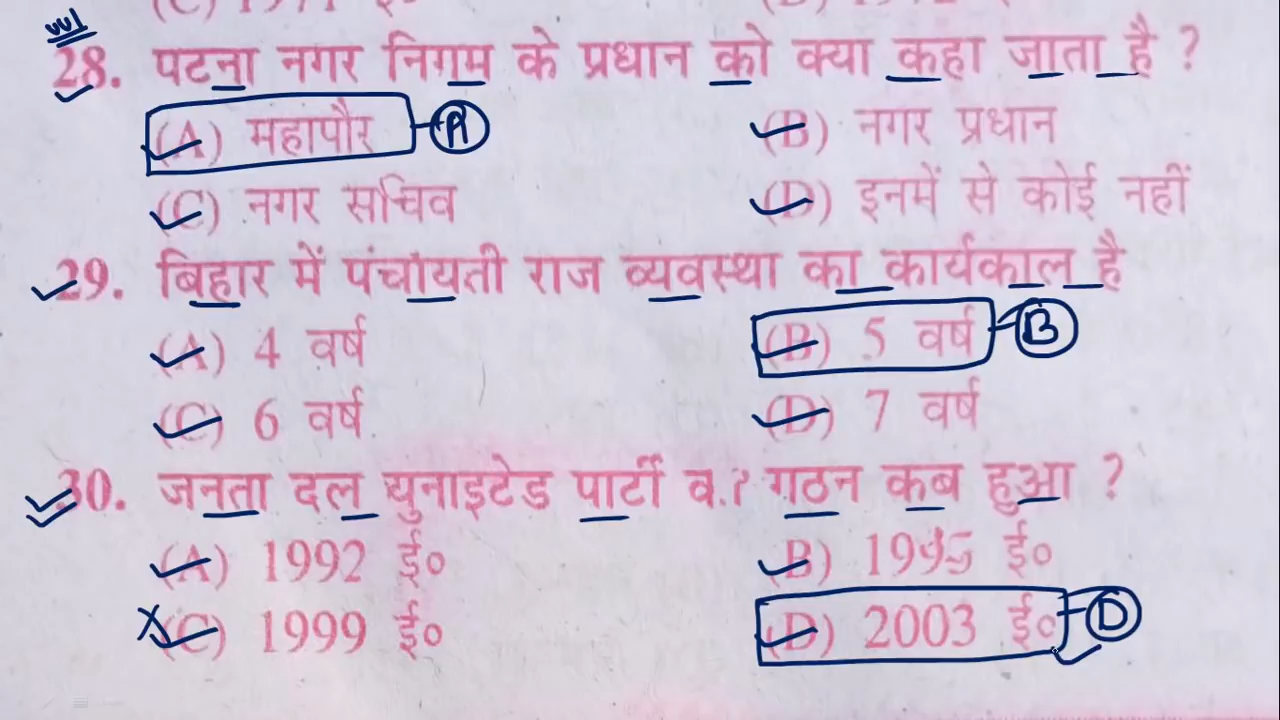 28. पटना नगर निगम के प्रधान को क्या कहा जाता है ?
(A) महापौर A (B) नगर प्रधान
(C) नगर सचिव (D) इनमें से कोई नहीं
29. बिहार में पंचायती राज व्यवस्था का कार्यकाल है
(A) 4 वर्ष (B) 5 वर्ष B
(C) 6 वर्ष (D) 7 वर्ष
30. जनता दल युनाइटेड पार्टी का गठन कब हुआ ?
(A) 1992 ई० (B) 1995 ई०
(C) 1999 ई० (D) 2003 ई० D